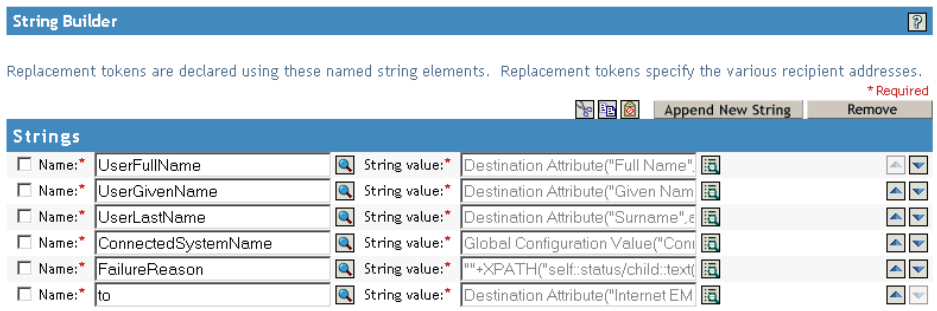 String Builder
Replacement tokens are declared using these named string elements. Replacement tokens specify the various recipient addresses.
*Required
Append New String Remove
Strings
Name:* UserFullName String value:* Destination Attribute("Full Name",
Name:* UserGivenName String value:* Destination Attribute("Given Nam
Name:* UserLastName String value:* Destination Attribute("Surname",
Name:* ConnectedSystemName String value:* Global Configuration Value("Con
Name:* FailureReason String value:* ""+XPATH("self::status/child::text(
Name:* to String value:* Destination Attribute("Internet EM